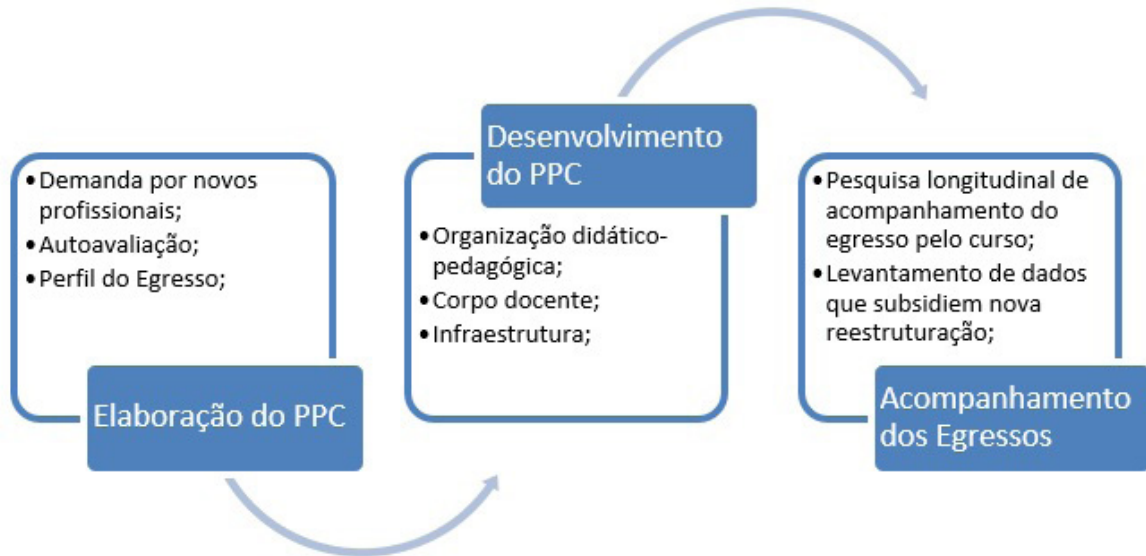 •Demanda por novos
profissionais;
•Autoavaliação;
•Perfil do Egresso;
Elaboração do PPC
Desenvolvimento
do PPC
•Organização didático-
pedagógica;
•Corpo docente;
•Infraestrutura;
•Pesquisa longitudinal de
acompanhamento do
egresso pelo curso;
•Levantamento de dados
que subsidiem nova
reestruturação;
Acompanhamento
dos Egressos